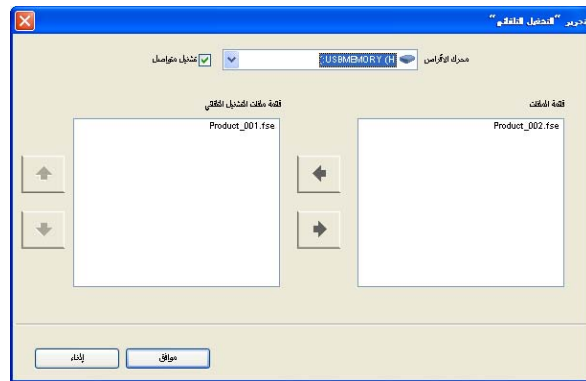 تحرير "التشغيل التلقائي"
محرك الأقراص
USBMEMORY (H:
تشغيل متواصل
قائمة الملفات
قائمة ملفات التشغيل التلقائي
Product_002.fse
Product_001.fse
موافق
إلغاء